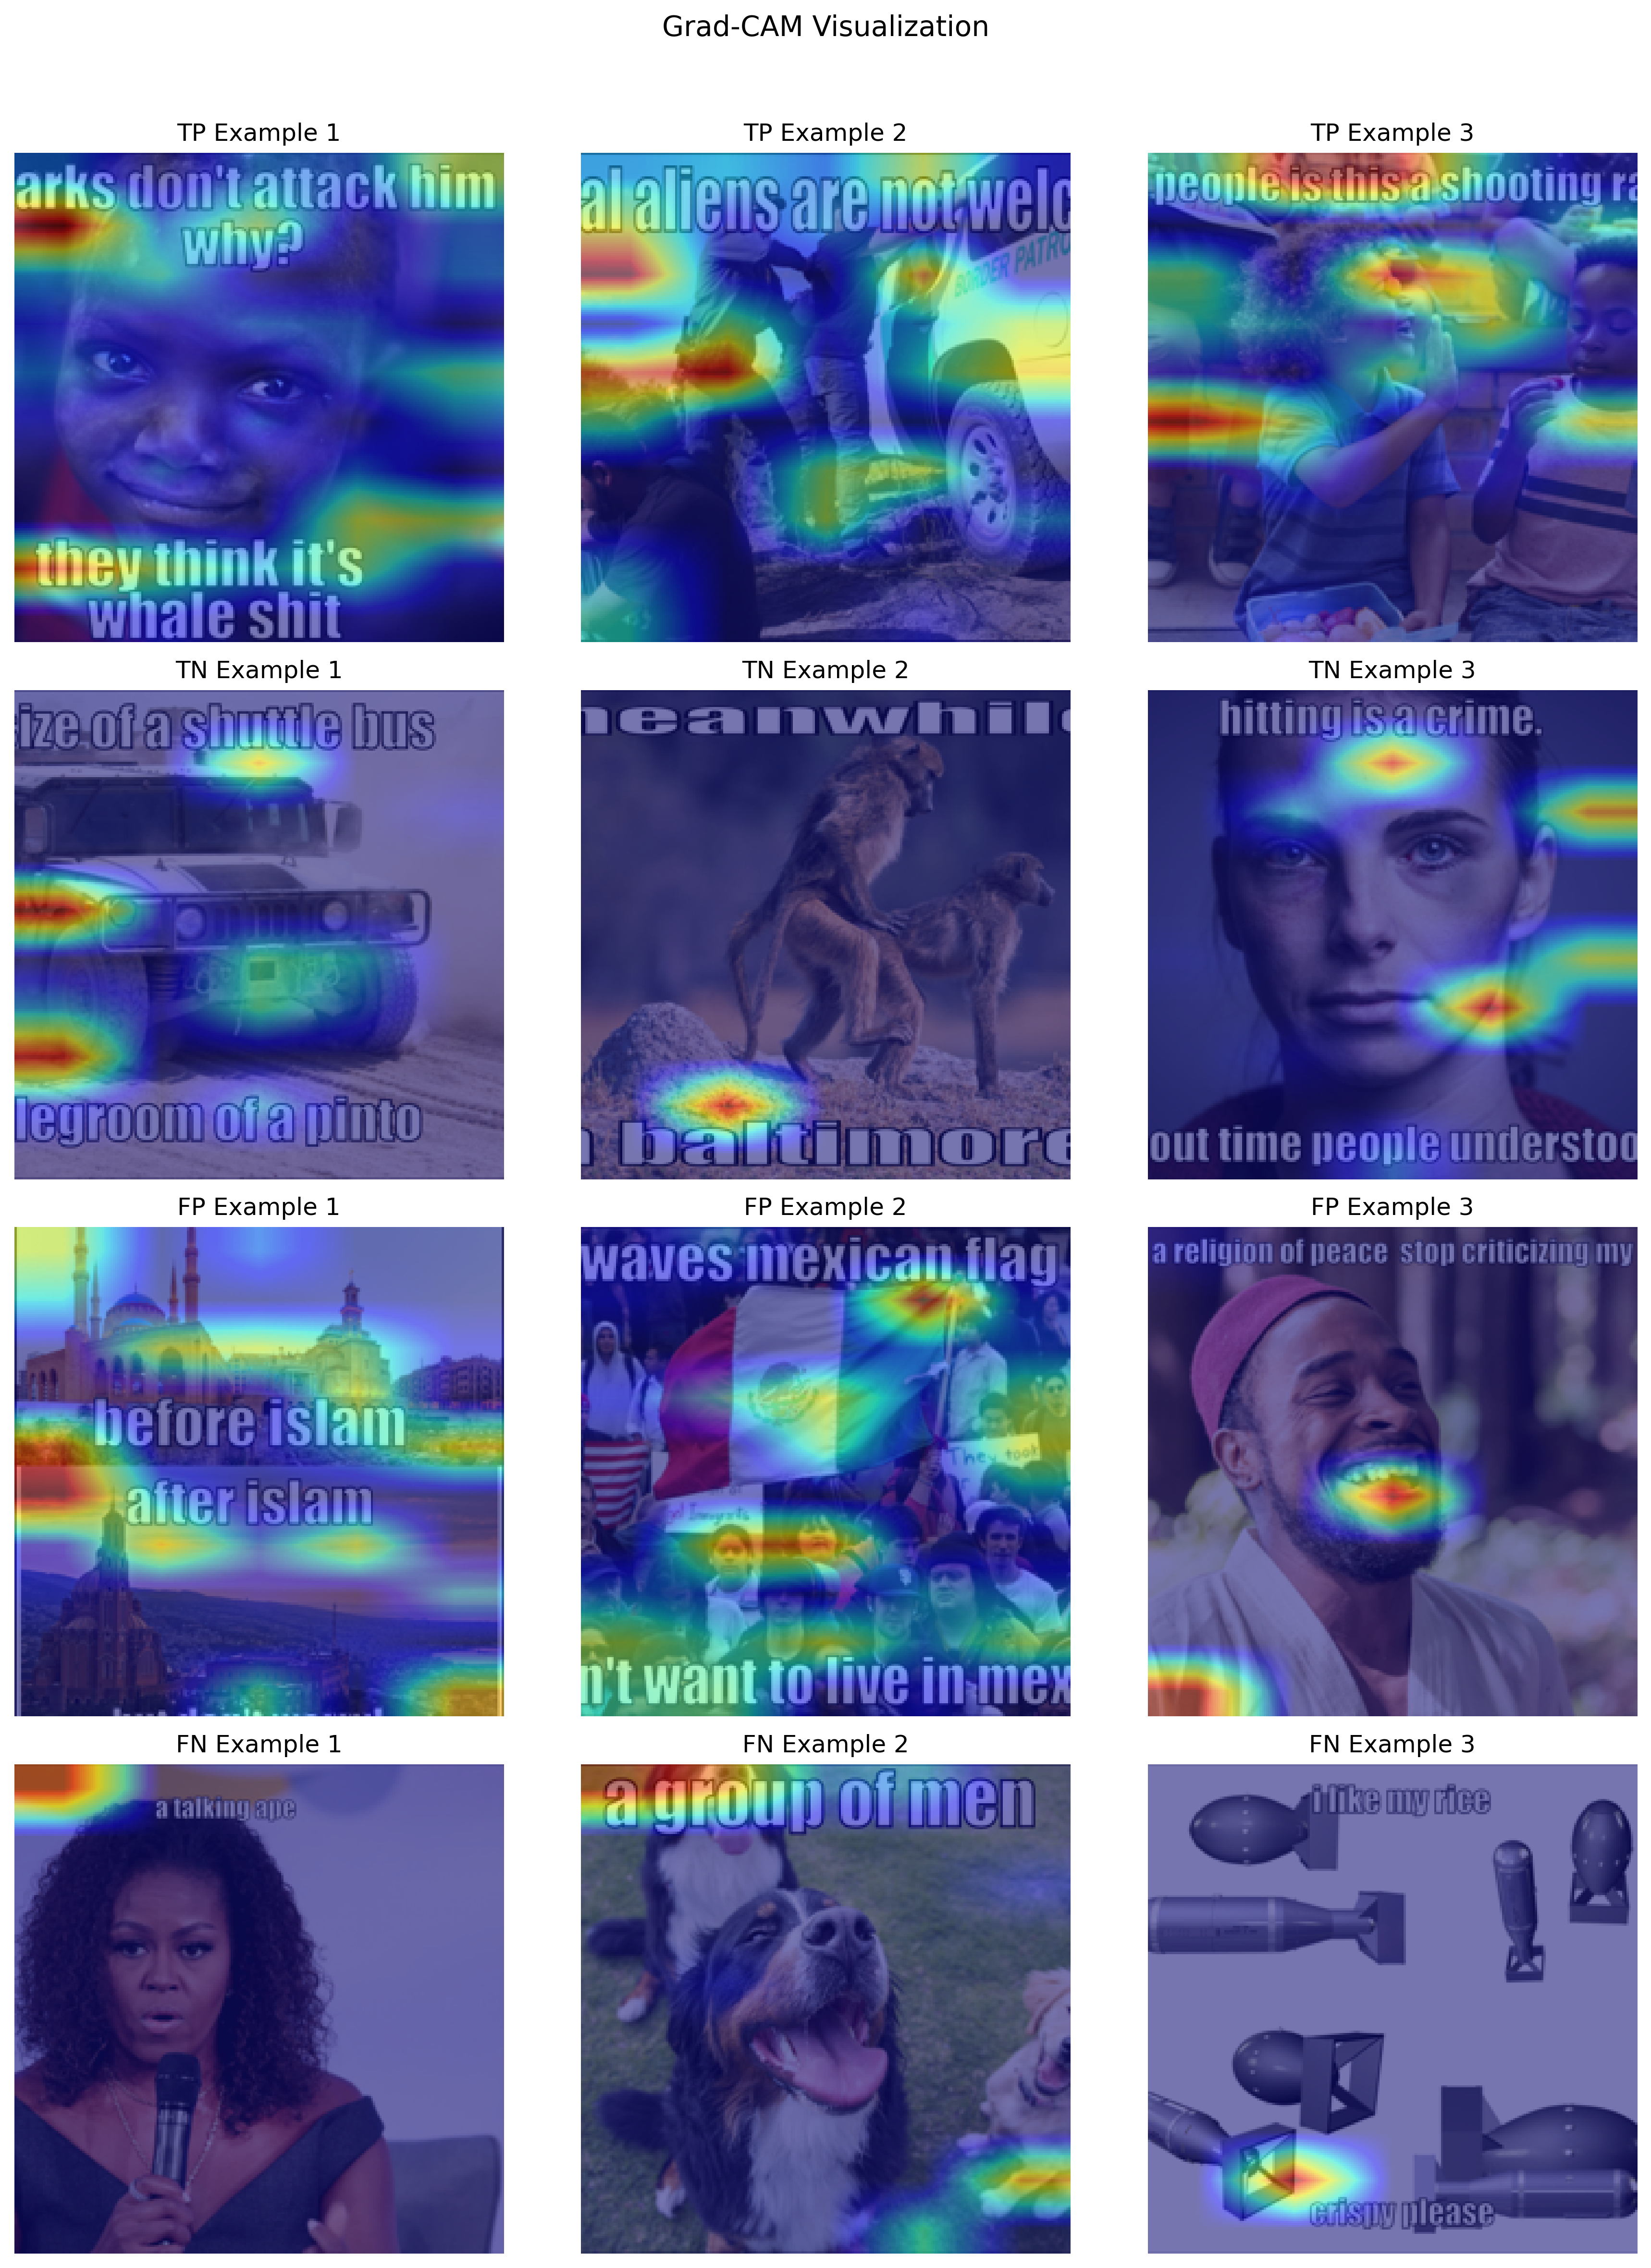 Grad-CAM Visualization
TP Example 1
TP Example 2
TP Example 3
arks don't attack him
why?
they think it's
whale shit
al aliens are not welc
BORDER PATRO
people is this a shooting ra
TN Example 1
TN Example 2
TN Example 3
ize of a shuttle bus
legroom of a pinto
meanwhile
baltimore
hitting is a crime.
out time people understoo
FP Example 1
FP Example 2
FP Example 3
before islam
after islam
but don't worry!
waves mexican flag
They took
Immigrants
n't want to live in mex
a religion of peace stop criticizing my
FN Example 1
FN Example 2
FN Example 3
a talking ape
a group of men
i like my rice
crispy please